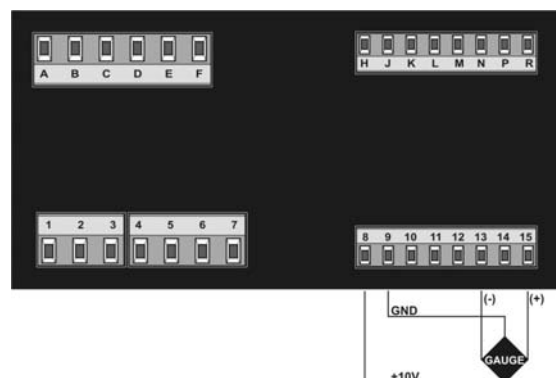 A B C D E F
H J K L M N P R
1 2 3 4 5 6 7
8 9 10 11 12 13 14 15
(-) (+)
GND
GAUGE
+10V